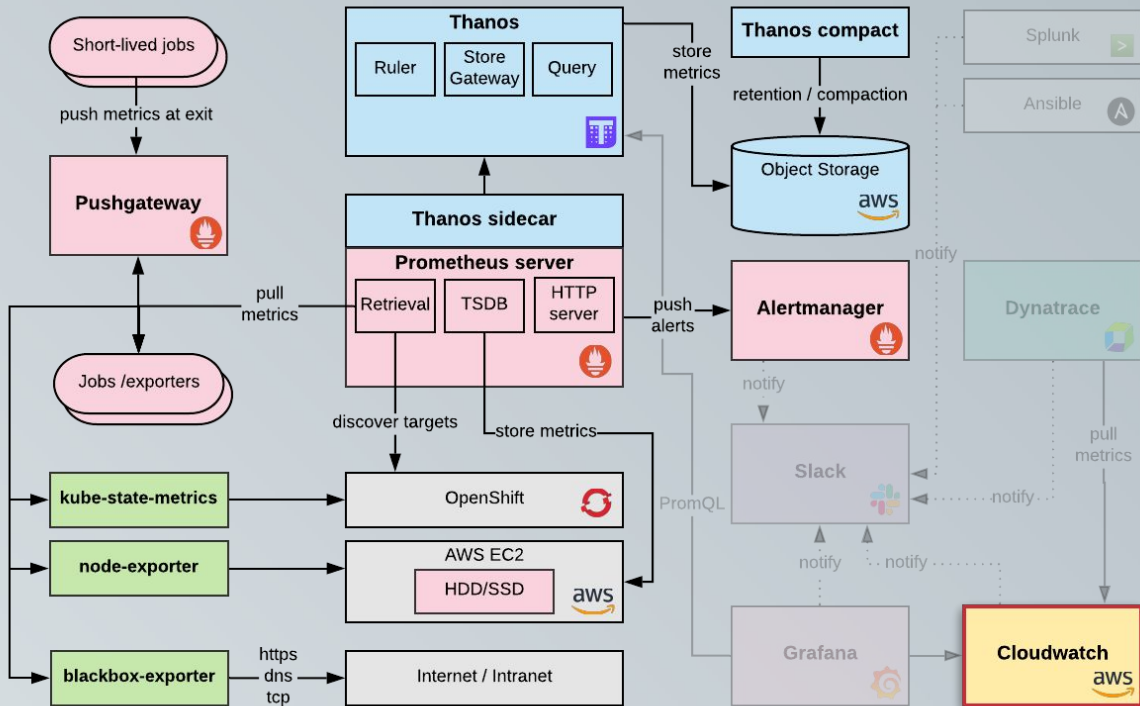 Short-lived jobs
push metrics at exit
Pushgateway
pull
metrics
Jobs /exporters
kube-state-metrics
node-exporter
blackbox-exporter
https
dns
tcp
Thanos
Ruler
Store
Gateway
Query
Thanos sidecar
Prometheus server
Retrieval
TSDB
HTTP
server
discover targets
store metrics
OpenShift
AWS EC2
HDD/SSD
aws
Internet / Intranet
store
metrics
Thanos compact
retention / compaction
Object Storage
aws
push
alerts
Alertmanager
notify
Slack
PromQL
notify
notify
Grafana
Splunk
Ansible
notify
Dynatrace
pull
metrics
notify
Cloudwatch
aws